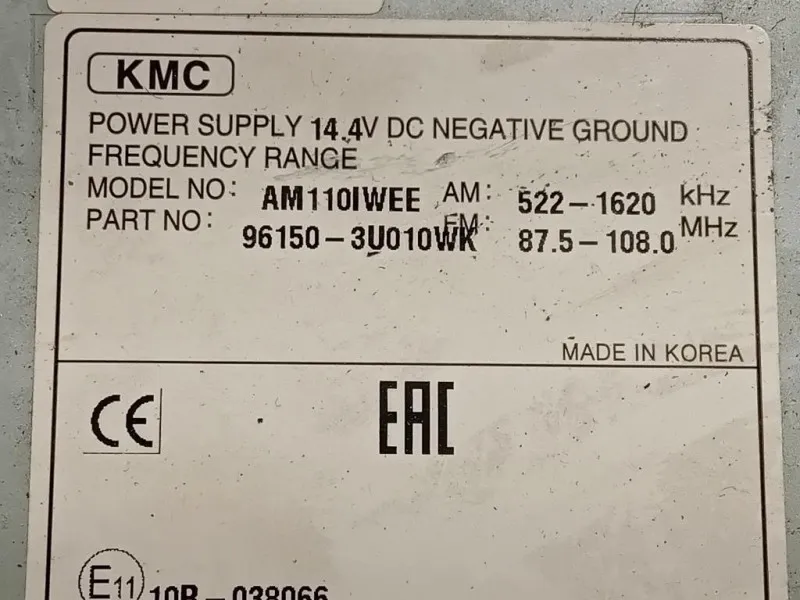 KMC
POWER SUPPLY 14.4V DC NEGATIVE GROUND
FREQUENCY RANGE
MODEL NO: AM110IWEE AM: 522-1620 kHz
PART NO: 96150-3U010WK FM: 87.5-108.0 MHz
MADE IN KOREA
CE EAC
E11 10R-038066